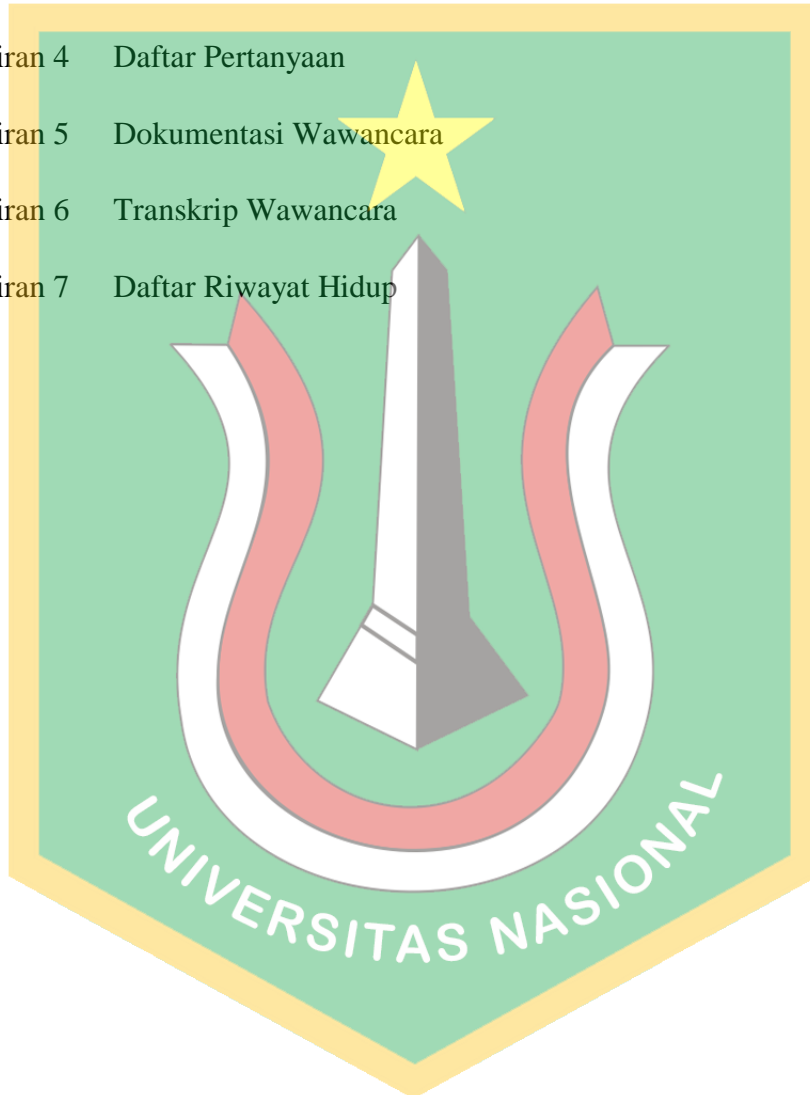 iran 4 Daftar Pertanyaan
iran 5 Dokumentasi Wawancara
iran 6 Transkrip Wawancara
iran 7 Daftar Riwayat Hidup
UNIVERSITAS NASIONAL